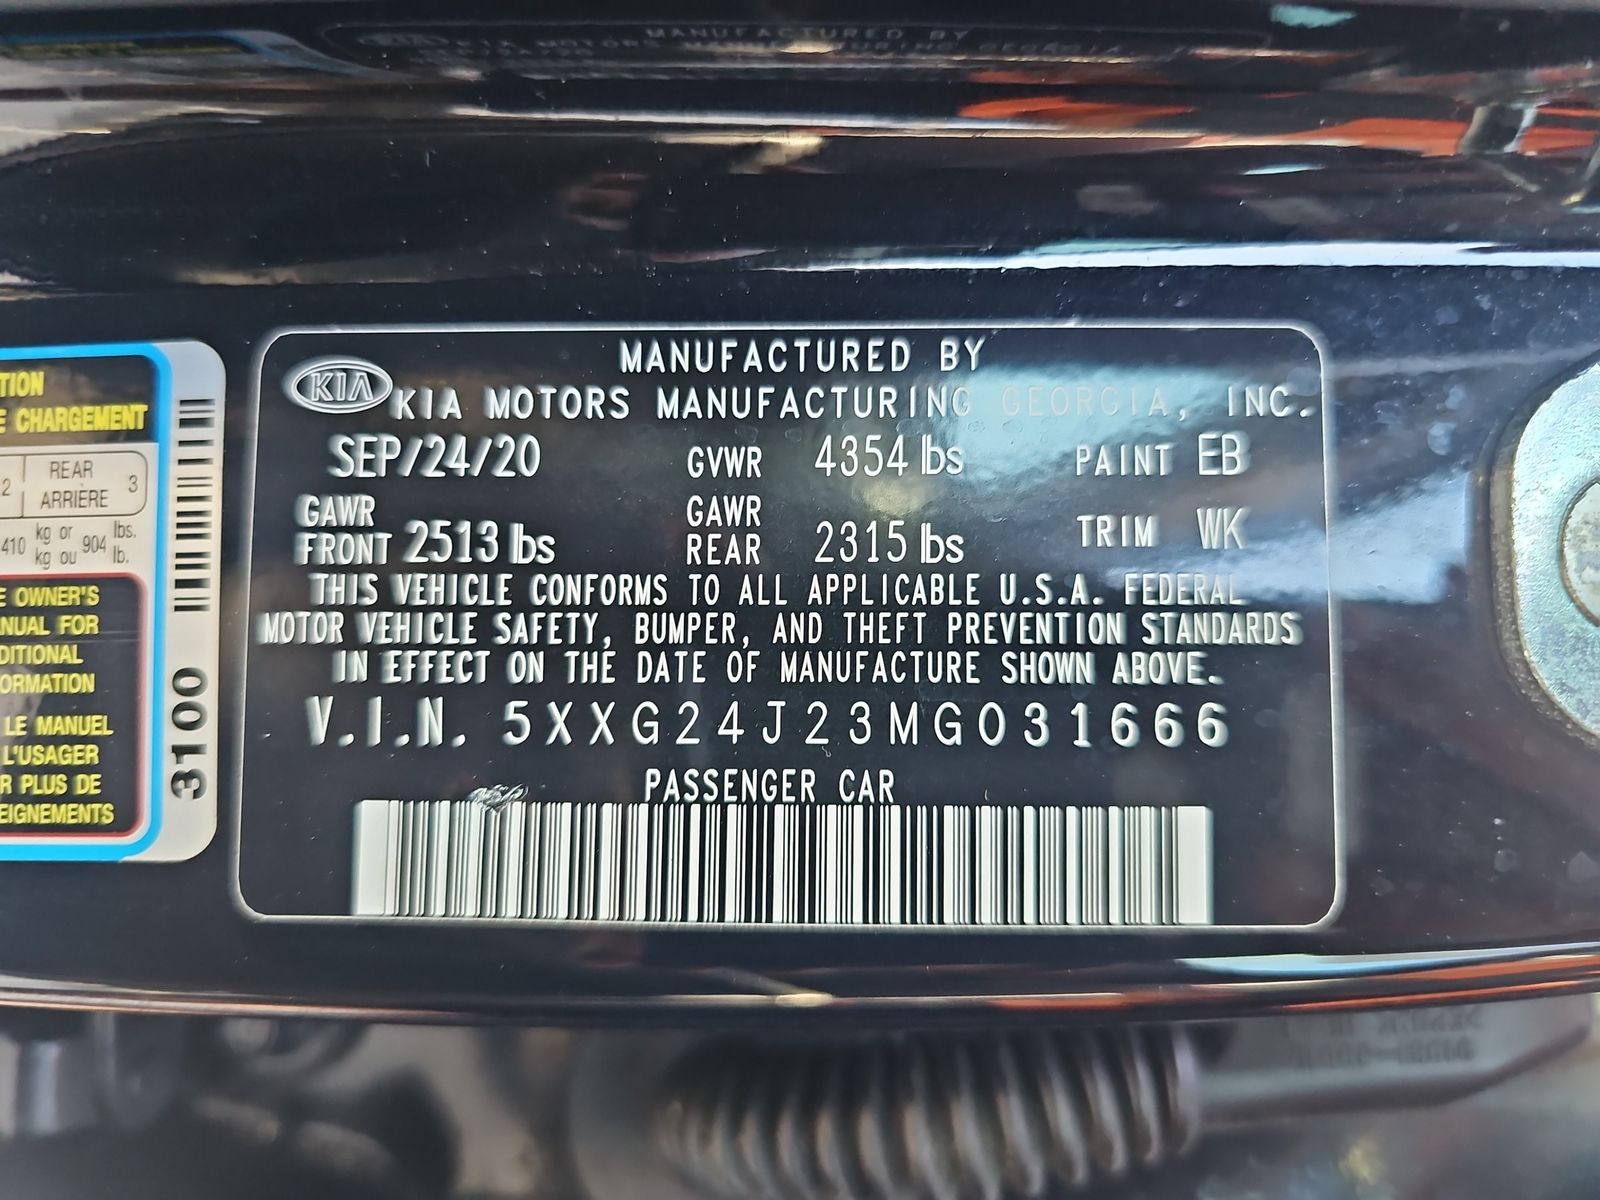 MANUFACTURED BY
KIA KIA MOTORS MANUFACTURING GEORGIA, INC.
SEP/24/20 GVWR 4354 lbs PAINT EB
GAWR FRONT 2513 lbs GAWR REAR 2315 lbs TRIM WK
THIS VEHICLE CONFORMS TO ALL APPLICABLE U.S.A. FEDERAL
MOTOR VEHICLE SAFETY, BUMPER, AND THEFT PREVENTION STANDARDS
IN EFFECT ON THE DATE OF MANUFACTURE SHOWN ABOVE.
V.I.N. 5XXG24J23MG031666
PASSENGER CAR
TION
E CHARGEMENT
2 REAR ARRIÈRE 3
410 kg or kg ou 904 lbs. lb.
E OWNER'S
NUAL FOR
DITIONAL
ORMATION
LE MANUEL
L'USAGER
R PLUS DE
EIGNEMENTS
3100